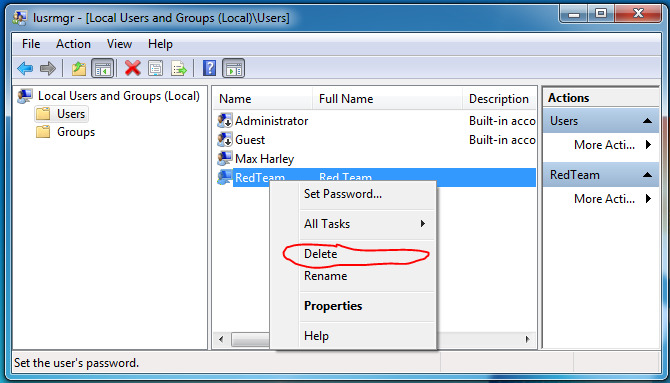 lusrmgr - [Local Users and Groups (Local)\Users]
File Action View Help
Local Users and Groups (Local)
Users
Groups
Name Full Name Description
Administrator Built-in acco
Guest Built-in acco
Max Harley
RedTeam Red Team
Set Password...
All Tasks
Delete
Rename
Properties
Help
Actions
Users
More Acti...
RedTeam
More Acti...
Set the user's password.